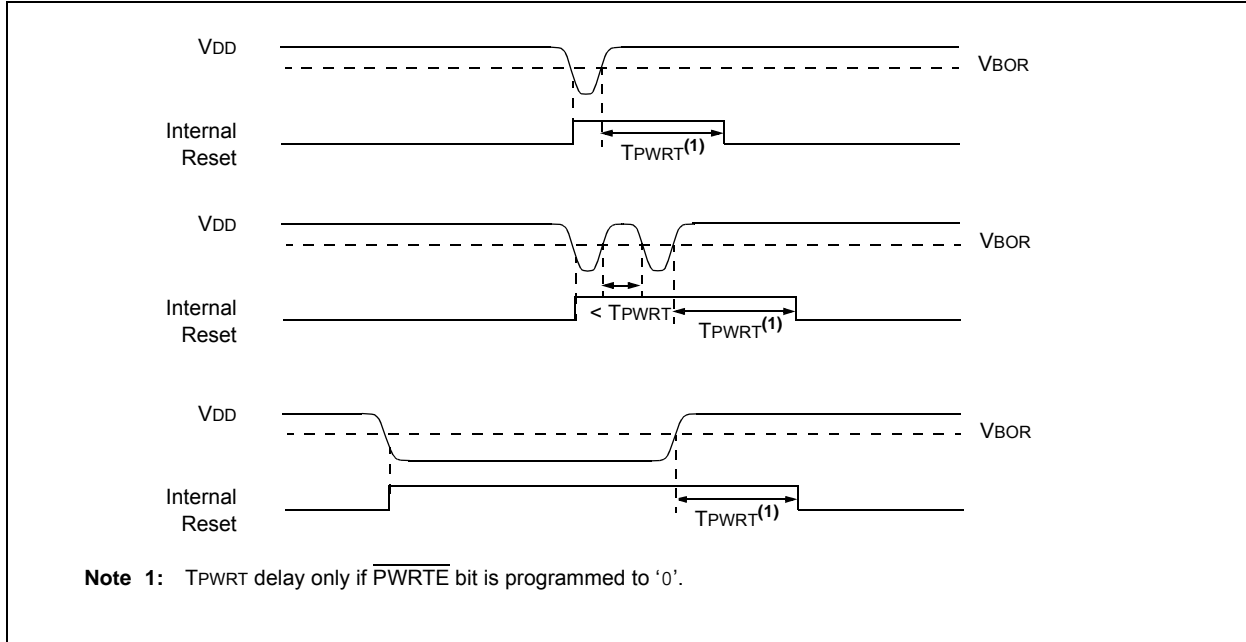 VDD
VBOR
Internal
Reset
TPWRT(1)
VDD
VBOR
Internal
Reset
< TPWRT
TPWRT(1)
VDD
VBOR
Internal
Reset
TPWRT(1)
Note 1: TPWRT delay only if PWRTE bit is programmed to ‘0’.